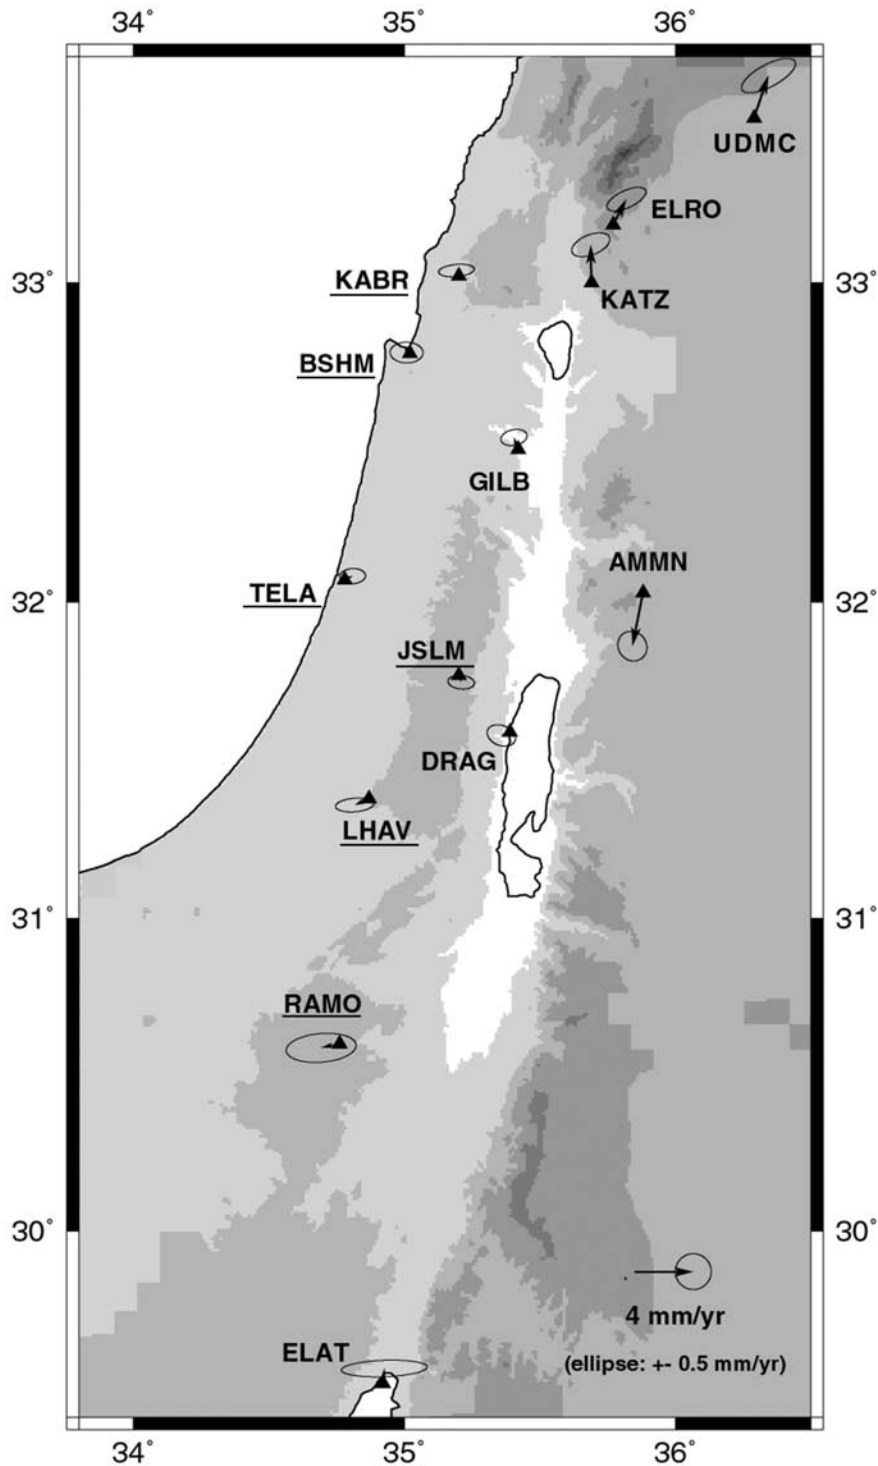 34° 35° 36°
UDMC
ELRO
33° KABR KATZ 33°
BSHM
GILB
AMMN
32° TELA 32°
JSLM
DRAG
LHAV
31° 31°
RAMO
30° 30°
4 mm/yr
ELAT
(ellipse: +- 0.5 mm/yr)
34° 35° 36°